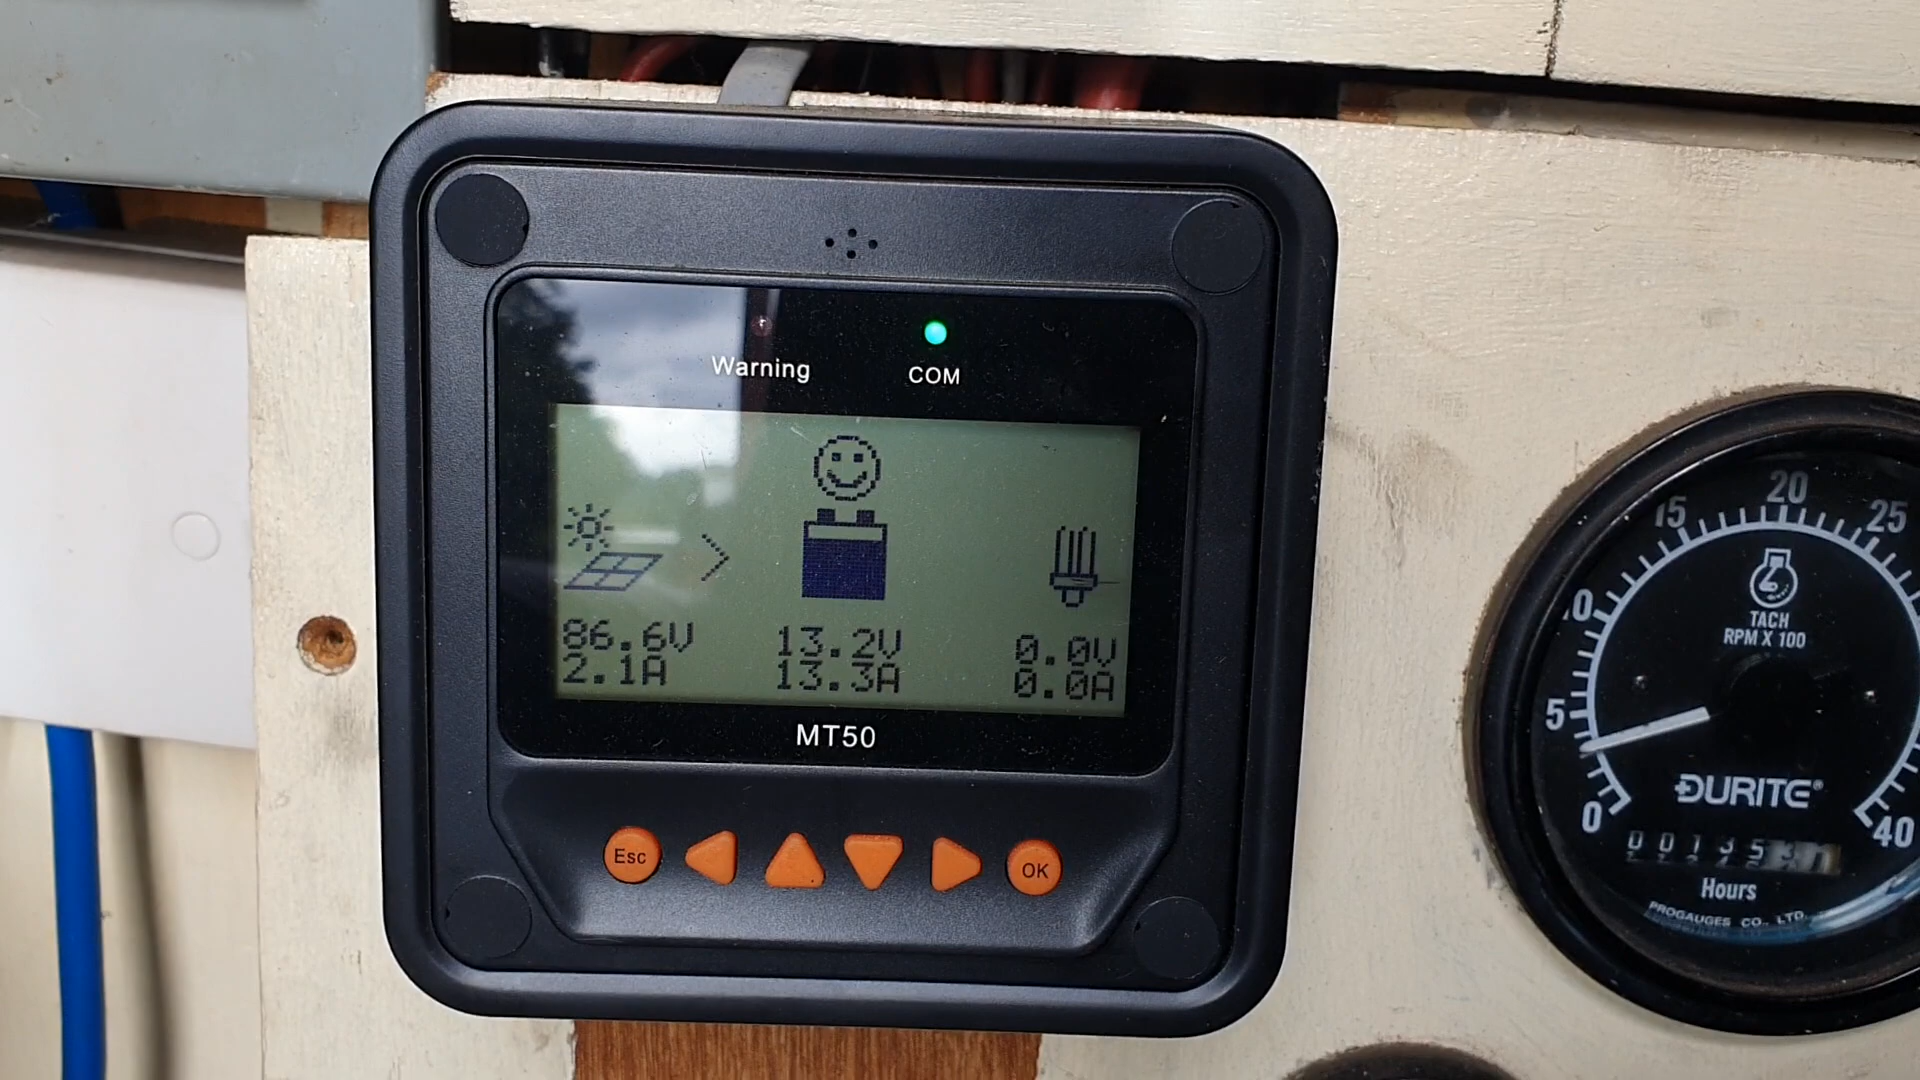 Warning
COM
86.6V
2.1A
13.2V
13.3A
0.0V
0.0A
MT50
Esc
OK
0
5
10
15
20
25
40
TACH
RPM X 100
DURITE®
Hours
PROGAUGES CO., LTD.